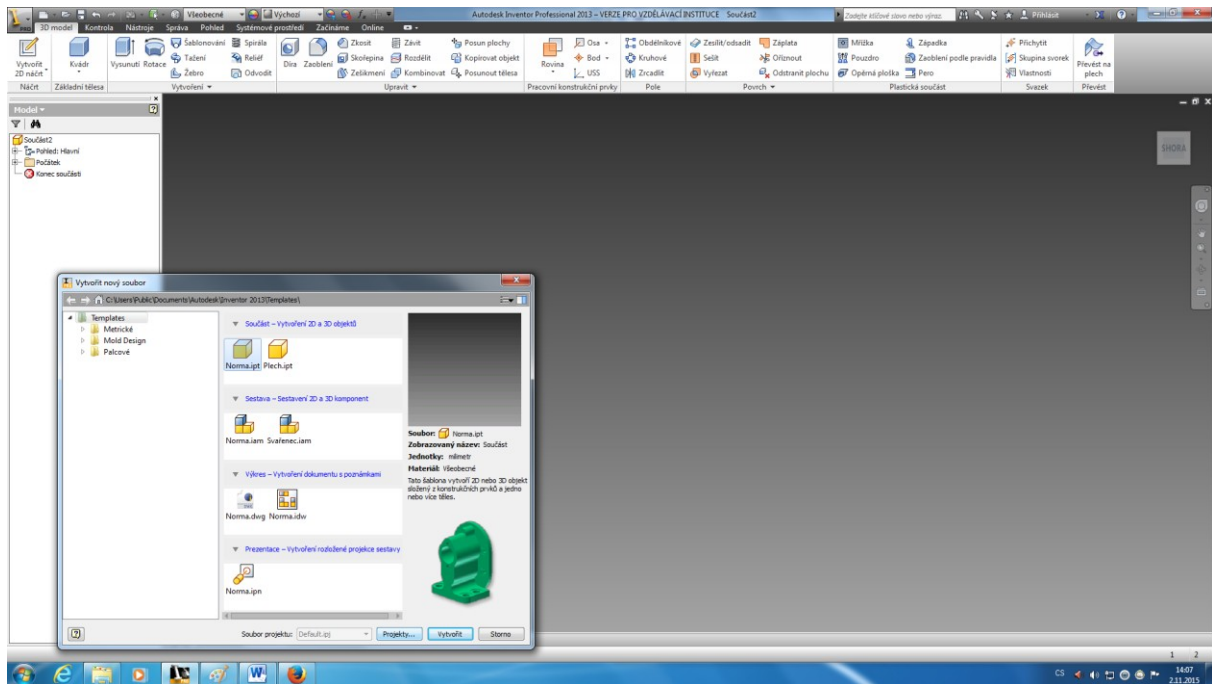 Všeobecné Výchozí Autodesk Inventor Professional 2013 – VERZE PRO VZDĚLÁVACÍ INSTITUCE Součást2 Zadejte klíčové slovo nebo výraz. Přihlásit
PRO 3D model Kontrola Nástroje Správa Pohled Systémové prostředí Začínáme Online
Šablonování Spirála Zkosit Závit Posun plochy Osa Obdélníkové Zesílit/odsadit Záplata Mřížka Západka Přichytit
Vytvořit 2D náčrt Kvádr Vysunutí Rotace Tažení Reliéf Díra Zaoblení Skořepina Rozdělit Kopírovat objekt Rovina Bod Kruhové Sešít Oříznout Pouzdro Zaoblení podle pravidla Skupina svorek Převést na plech
Žebro Odvodit Zeslikmení Kombinovat Posunout tělesa USS Zrcadlit Vyřezat Odstranit plochu Opěrná ploška Pero Vlastnosti
Náčrt Základní tělesa Vytvoření Upravit Pracovní konstrukční prvky Pole Povrch Plastická součást Svazek Převést
Model
Součást2
Pohled: Hlavní
Počátek
Konec součásti
SHORA
Vytvořit nový soubor
C:\Users\Public\Documents\Autodesk\Inventor 2013\Templates\
Templates
Metrické
Mold Design
Palcové
Součást – Vytvoření 2D a 3D objektů
Norma.ipt Plech.ipt
Sestava – Sestavení 2D a 3D komponent
Norma.iam Svařenec.iam
Výkres – Vytvoření dokumentu s poznámkami
Norma.dwg Norma.idw
Prezentace – Vytvoření rozložené projekce sestavy
Norma.ipn
Soubor: Norma.ipt
Zobrazovaný název: Součást
Jednotky: milimetr
Materiál: Všeobecné
Tato šablona vytvoří 2D nebo 3D objekt
složený z konstrukčních prvků a jedno
nebo více těles.
Soubor projektu: Default.ipj Projekty... Vytvořit Storno
1 2
CS 14:07
2.11.2015